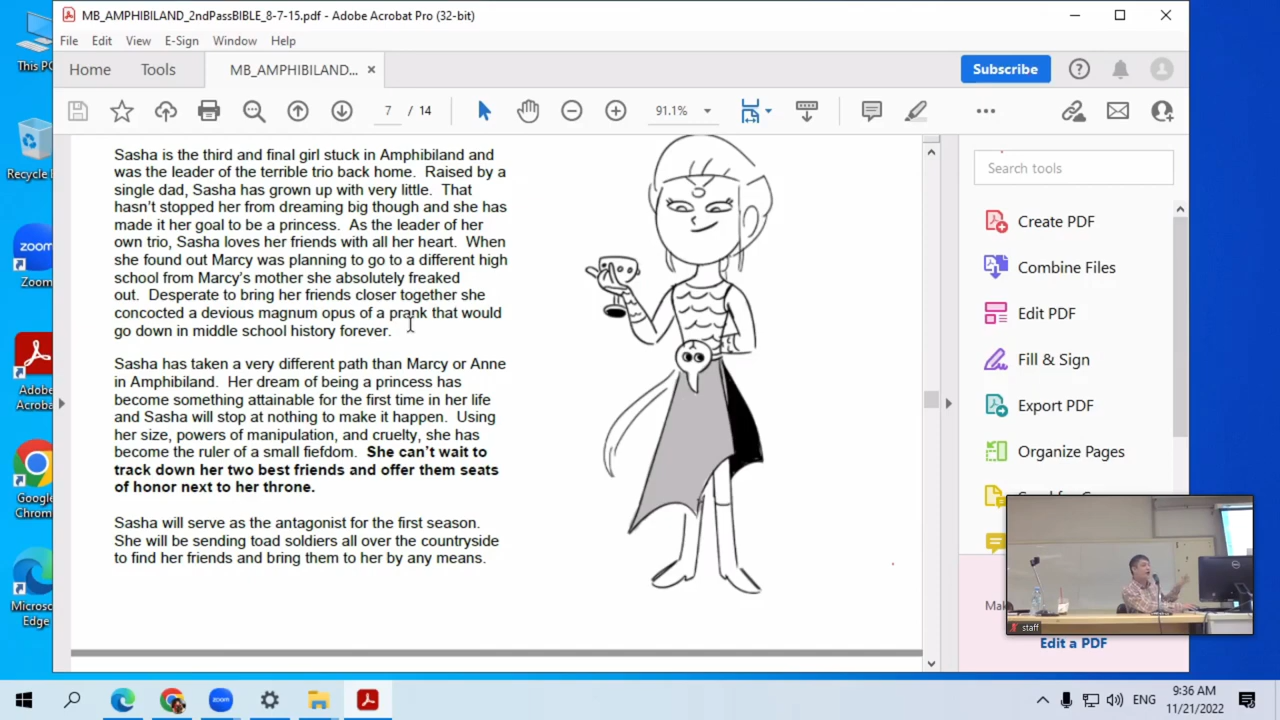 MB_AMPHIBILAND_2ndPassBIBLE_8-7-15.pdf - Adobe Acrobat Pro (32-bit)
File Edit View E-Sign Window Help
Home Tools MB_AMPHIBILAND... × Subscribe
7 / 14 91.1%
Search tools
Create PDF
Combine Files
Edit PDF
Fill & Sign
Export PDF
Organize Pages
Edit a PDF
Sasha is the third and final girl stuck in Amphibiland and
was the leader of the terrible trio back home. Raised by a
single dad, Sasha has grown up with very little. That
hasn't stopped her from dreaming big though and she has
made it her goal to be a princess. As the leader of her
own trio, Sasha loves her friends with all her heart. When
she found out Marcy was planning to go to a different high
school from Marcy's mother she absolutely freaked
out. Desperate to bring her friends closer together she
concocted a devious magnum opus of a prank that would
go down in middle school history forever.
Sasha has taken a very different path than Marcy or Anne
in Amphibiland. Her dream of being a princess has
become something attainable for the first time in her life
and Sasha will stop at nothing to make it happen. Using
her size, powers of manipulation, and cruelty, she has
become the ruler of a small fiefdom. She can't wait to
track down her two best friends and offer them seats
of honor next to her throne.
Sasha will serve as the antagonist for the first season.
She will be sending toad soldiers all over the countryside
to find her friends and bring them to her by any means.
This PC
Recycle
zoom
Zoom
Adobe
Acroba
Google
Chrom
Micros
Edge
staff
zoom
ENG
9:36 AM
11/21/2022